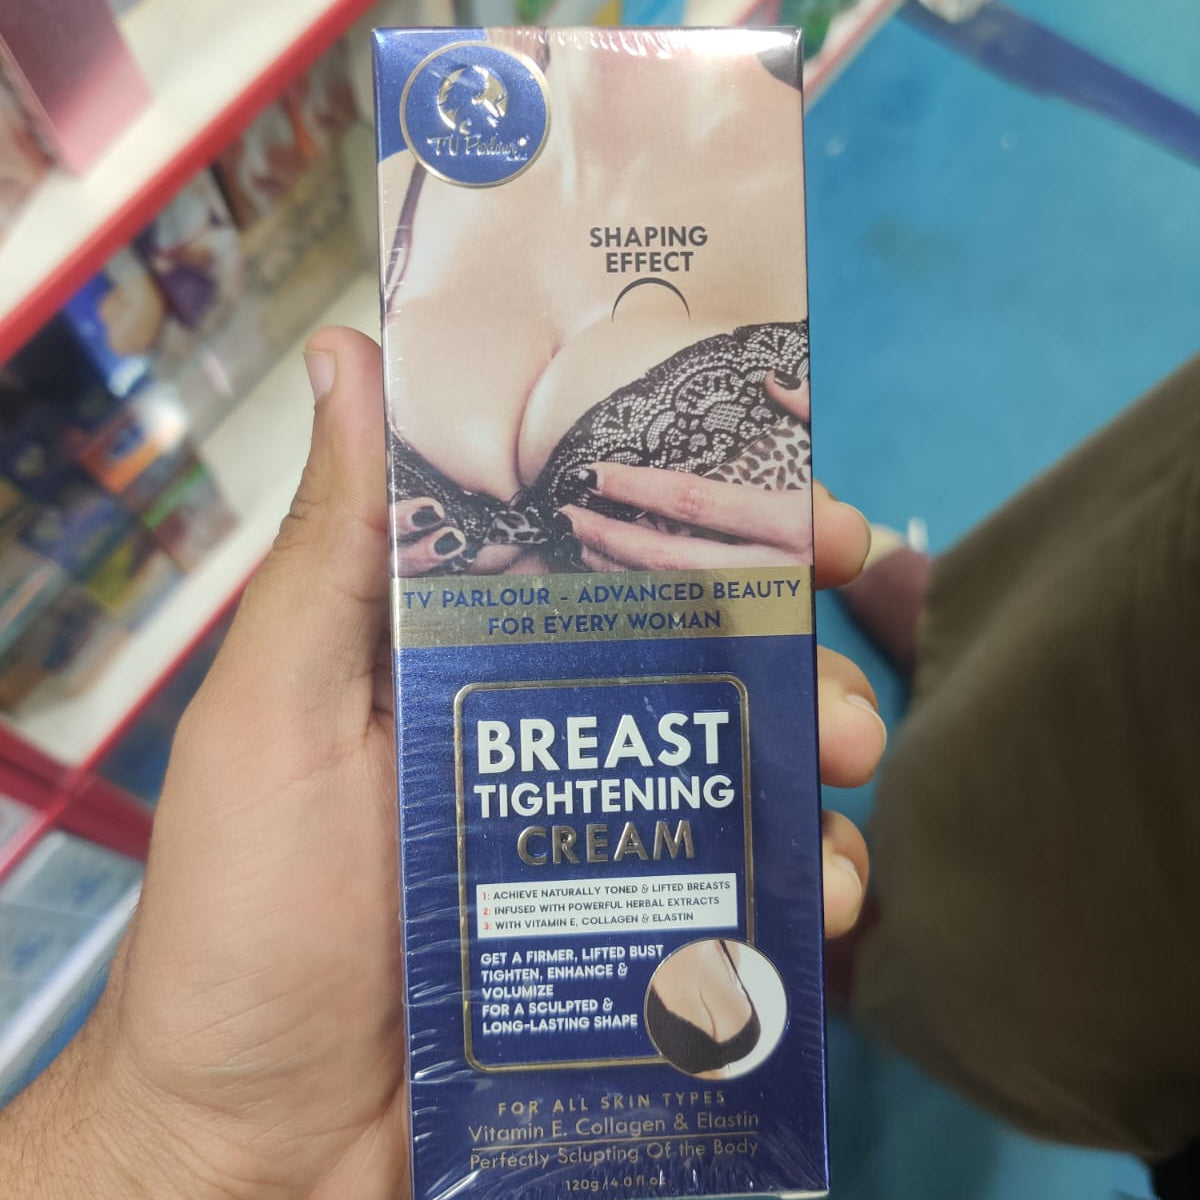 TV Parlour
SHAPING
EFFECT
TV PARLOUR - ADVANCED BEAUTY
FOR EVERY WOMAN
BREAST
TIGHTENING
CREAM
1: ACHIEVE NATURALLY TONED & LIFTED BREASTS
2: INFUSED WITH POWERFUL HERBAL EXTRACTS
3: WITH VITAMIN E, COLLAGEN & ELASTIN
GET A FIRMER, LIFTED BUST
TIGHTEN, ENHANCE &
VOLUMIZE
FOR A SCULPTED &
LONG-LASTING SHAPE
FOR ALL SKIN TYPES
Vitamin E. Collagen & Elastin
Perfectly Sclupting Of the Body
120g/4.0 fl.oz